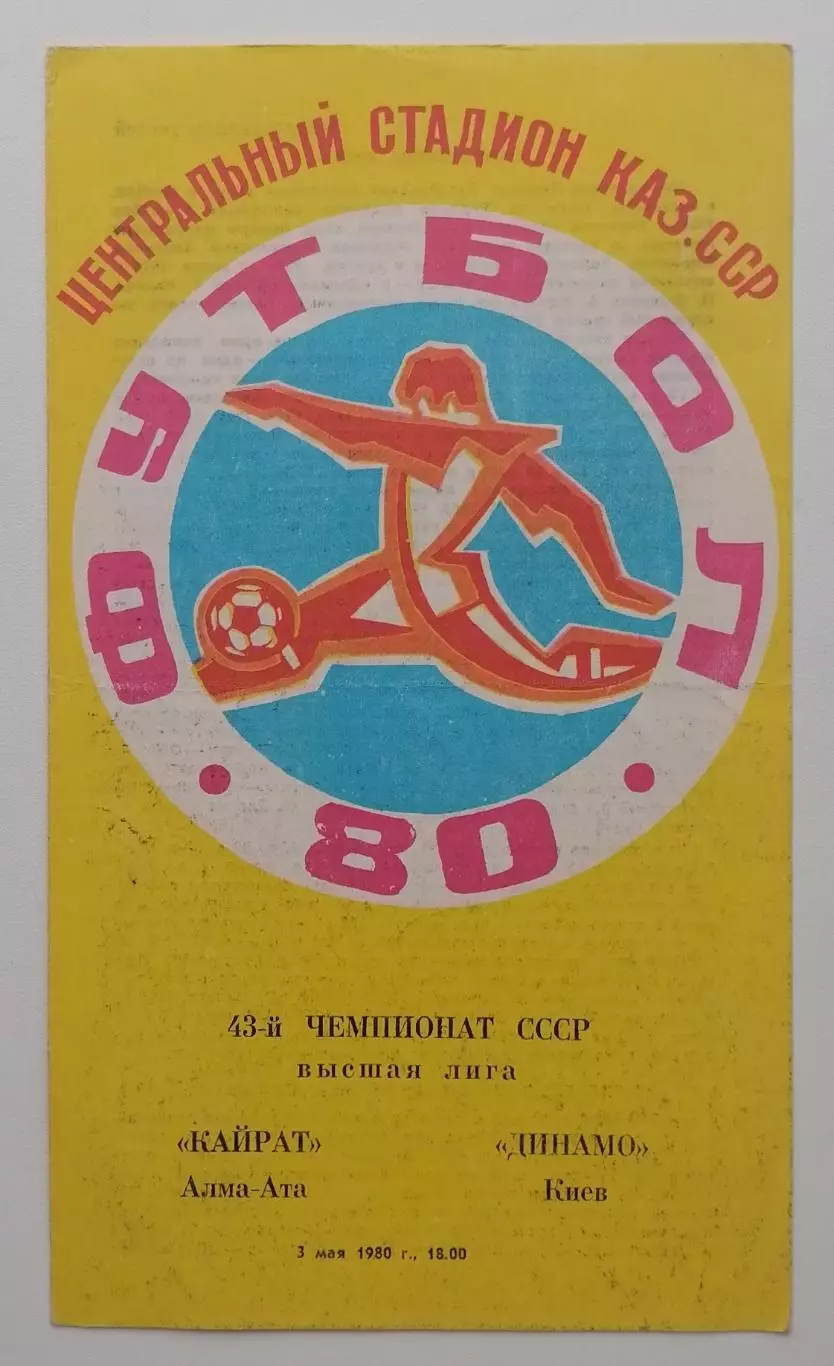 ЦЕНТРАЛЬНЫЙ СТАДИОН КАЗ.ССР
ФУТБОЛ
• 80 •
43-й ЧЕМПИОНАТ СССР
высшая лига
«КАЙРАТ» «ДИНАМО»
Алма-Ата Киев
3 мая 1980 г., 18.00